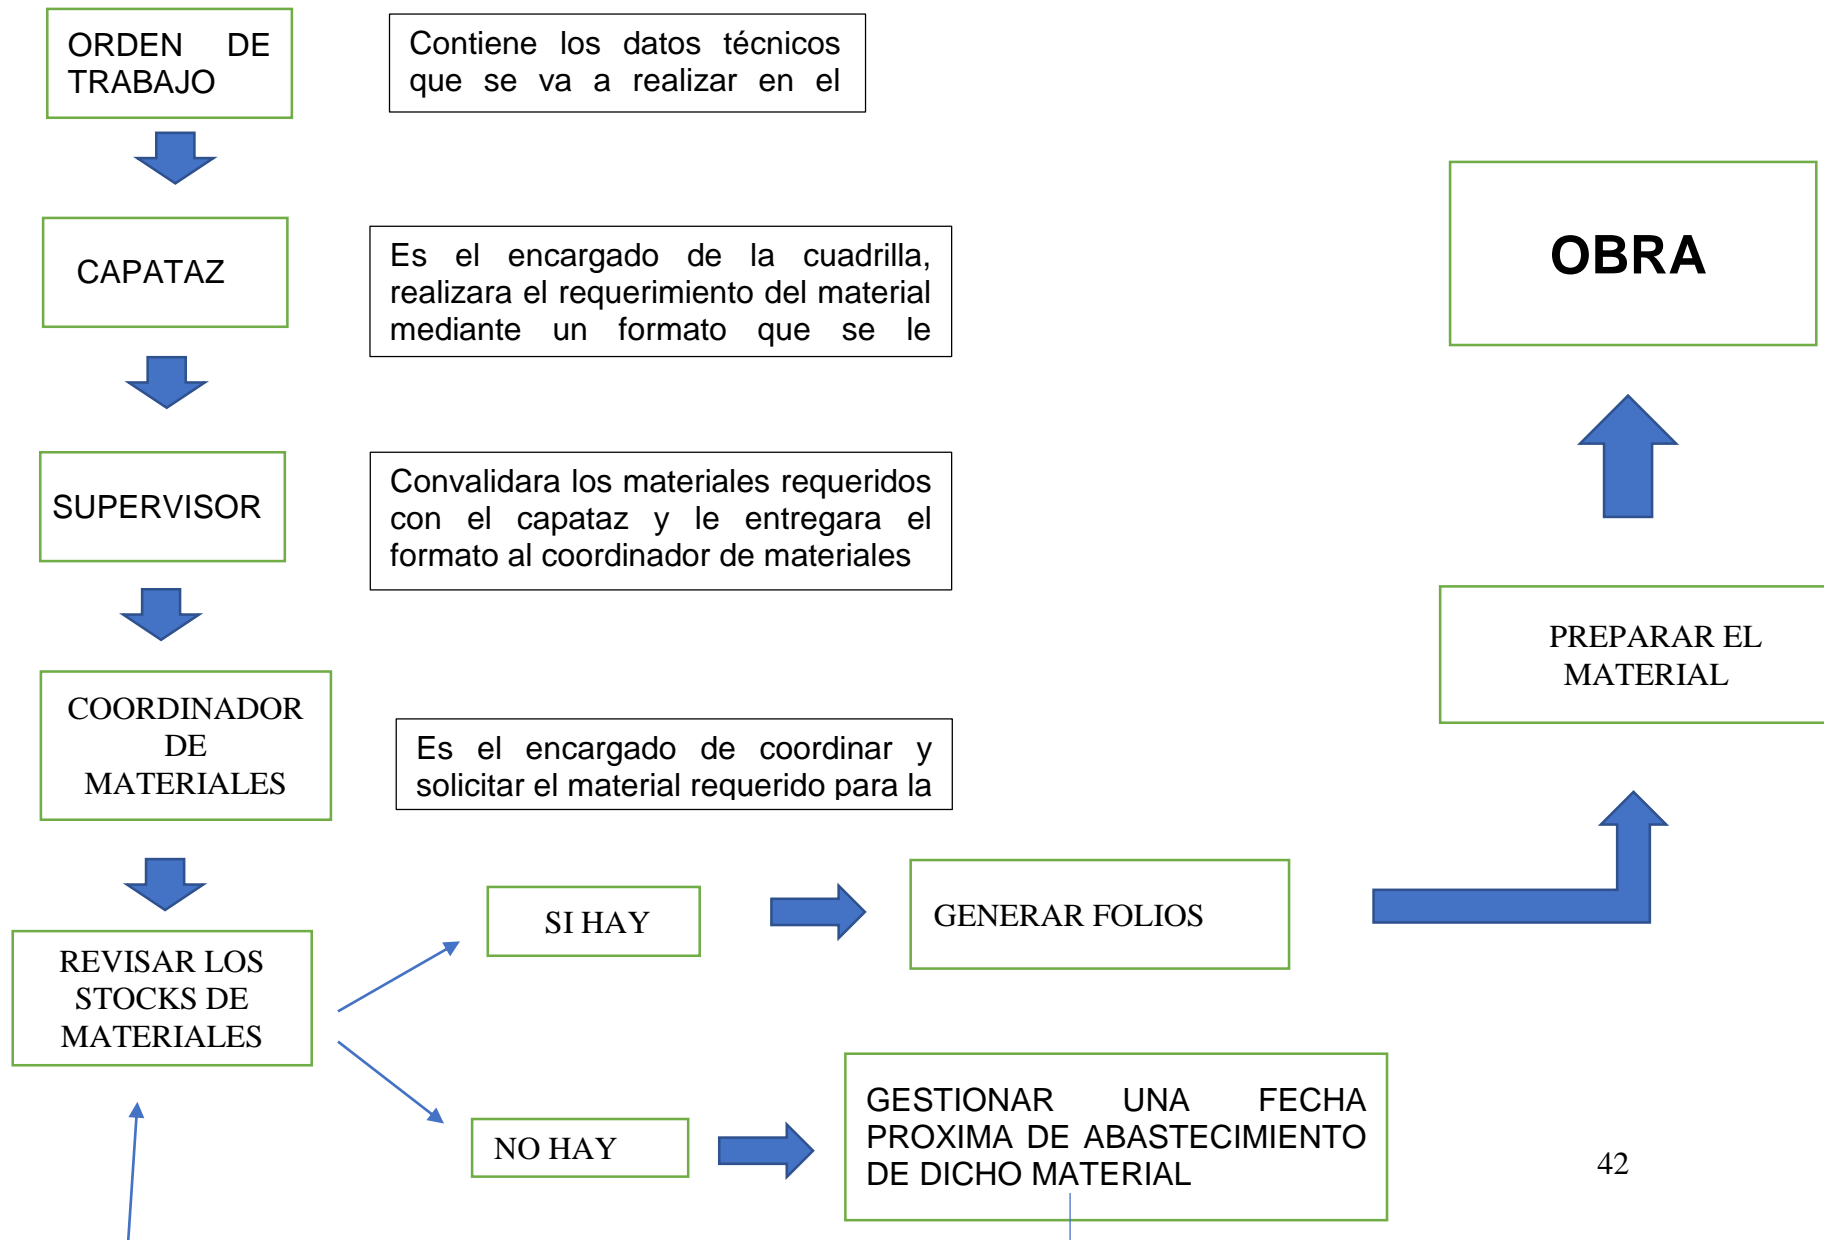 ORDEN DE
TRABAJO
Contiene los datos técnicos
que se va a realizar en el
CAPATAZ
Es el encargado de la cuadrilla,
realizara el requerimiento del material
mediante un formato que se le
OBRA
SUPERVISOR
Convalidara los materiales requeridos
con el capataz y le entregara el
formato al coordinador de materiales
PREPARAR EL
MATERIAL
COORDINADOR
DE
MATERIALES
Es el encargado de coordinar y
solicitar el material requerido para la
REVISAR LOS
STOCKS DE
MATERIALES
SI HAY
GENERAR FOLIOS
NO HAY
GESTIONAR UNA FECHA
PROXIMA DE ABASTECIMIENTO
DE DICHO MATERIAL
42